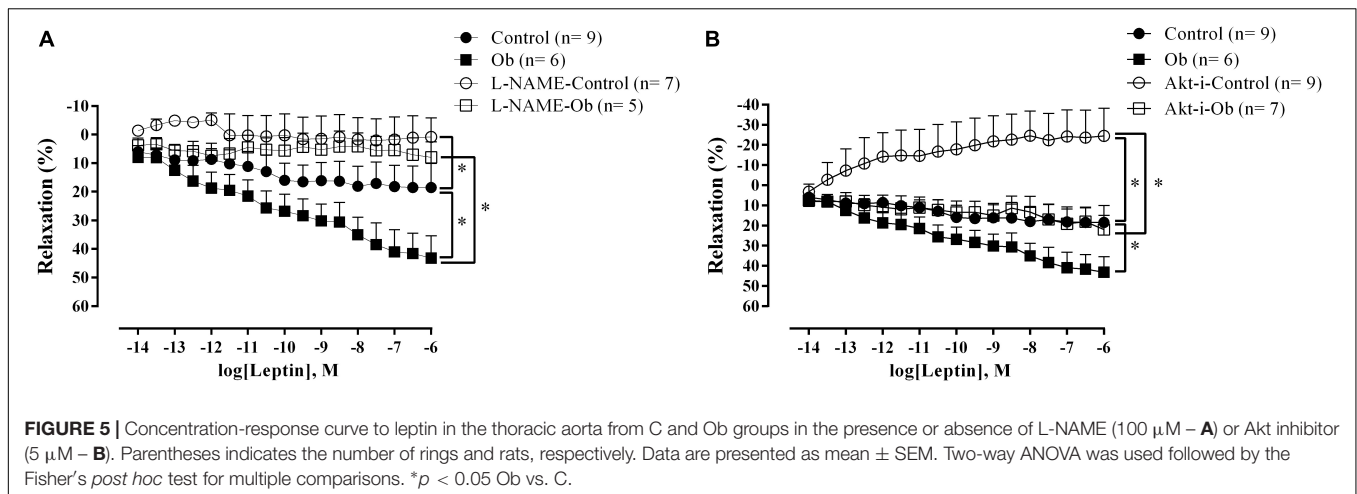 A
Control (n= 9)
Ob (n= 6)
L-NAME-Control (n= 7)
L-NAME-Ob (n= 5)
-10
0
10
20
30
40
50
60
Relaxation (%)
*
*
*
-14 -13 -12 -11 -10 -9 -8 -7 -6
log[Leptin], M
B
Control (n= 9)
Ob (n= 6)
Akt-i-Control (n= 9)
Akt-i-Ob (n= 7)
-40
-30
-20
-10
0
10
20
30
40
50
60
Relaxation (%)
*
*
*
-14 -13 -12 -11 -10 -9 -8 -7 -6
log[Leptin], M
FIGURE 5 | Concentration-response curve to leptin in the thoracic aorta from C and Ob groups in the presence or absence of L-NAME (100 μM – A) or Akt inhibitor
(5 μM – B). Parentheses indicates the number of rings and rats, respectively. Data are presented as mean ± SEM. Two-way ANOVA was used followed by the
Fisher's post hoc test for multiple comparisons. *p < 0.05 Ob vs. C.